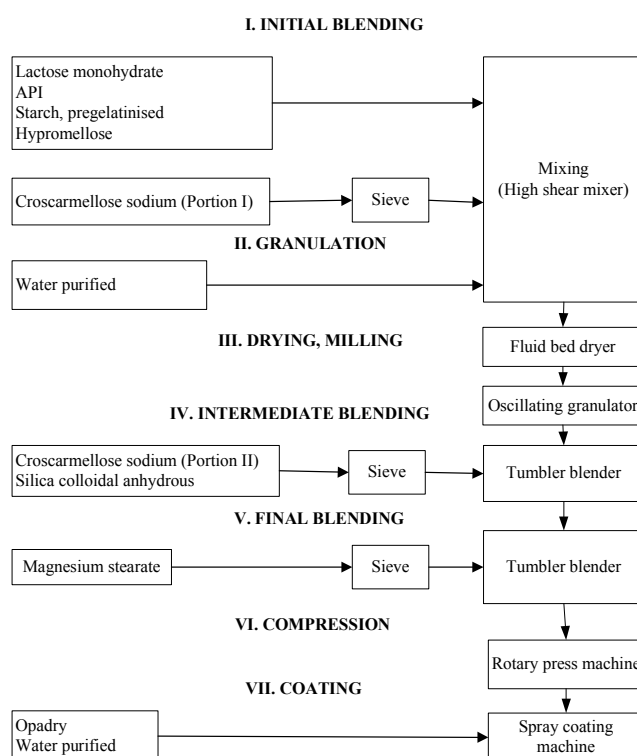 I. INITIAL BLENDING
Lactose monohydrate
API
Starch, pregelatinised
Hypromellose
Mixing
(High shear mixer)
Croscarmellose sodium (Portion I)
Sieve
II. GRANULATION
Water purified
III. DRYING, MILLING
Fluid bed dryer
Oscillating granulator
IV. INTERMEDIATE BLENDING
Croscarmellose sodium (Portion II)
Silica colloidal anhydrous
Sieve
Tumbler blender
V. FINAL BLENDING
Magnesium stearate
Sieve
Tumbler blender
VI. COMPRESSION
Rotary press machine
VII. COATING
Opadry
Water purified
Spray coating
machine